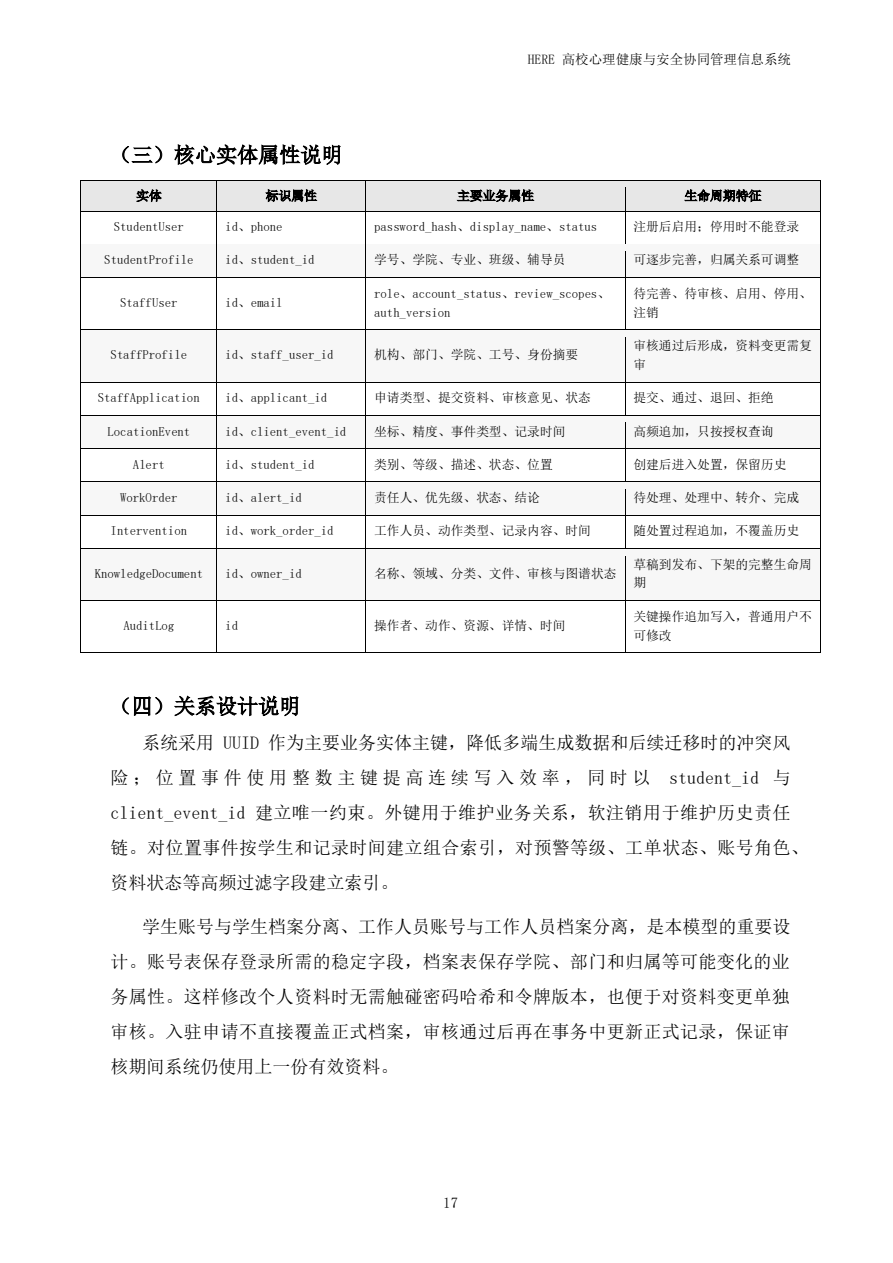 HERE 高校心理健康与安全协同管理信息系统
（三）核心实体属性说明
实体 标识属性 主要业务属性 生命周期特征
StudentUser id、phone password_hash、display_name、status 注册后启用；停用时不能登录
StudentProfile id、student_id 学号、学院、专业、班级、辅导员 可逐步完善，归属关系可调整
StaffUser id、email role、account_status、review_scopes、
auth_version 待完善、待审核、启用、停用、
注销
StaffProfile id、staff_user_id 机构、部门、学院、工号、身份摘要 审核通过后形成，资料变更需复
审
StaffApplication id、applicant_id 申请类型、提交资料、审核意见、状态 提交、通过、退回、拒绝
LocationEvent id、client_event_id 坐标、精度、事件类型、记录时间 高频追加，只按授权查询
Alert id、student_id 类别、等级、描述、状态、位置 创建后进入处置，保留历史
WorkOrder id、alert_id 责任人、优先级、状态、结论 待处理、处理中、转介、完成
Intervention id、work_order_id 工作人员、动作类型、记录内容、时间 随处置过程追加，不覆盖历史
KnowledgeDocument id、owner_id 名称、领域、分类、文件、审核与图谱状态 草稿到发布、下架的完整生命周
期
AuditLog id 操作者、动作、资源、详情、时间 关键操作追加写入，普通用户不
可修改
（四）关系设计说明
系统采用 UUID 作为主要业务实体主键，降低多端生成数据和后续迁移时的冲突风
险；位置事件使用整数主键提高连续写入效率，同时以 student_id 与
client_event_id 建立唯一约束。外键用于维护业务关系，软注销用于维护历史责任
链。对位置事件按学生和记录时间建立组合索引，对预警等级、工单状态、账号角色、
资料状态等高频过滤字段建立索引。
学生账号与学生档案分离、工作人员账号与工作人员档案分离，是本模型的重要设
计。账号表保存登录所需的稳定字段，档案表保存学院、部门和归属等可能变化的业
务属性。这样修改个人资料时无需触碰密码哈希和令牌版本，也便于对资料变更单独
审核。入驻申请不直接覆盖正式档案，审核通过后再在事务中更新正式记录，保证审
核期间系统仍使用上一份有效资料。
17